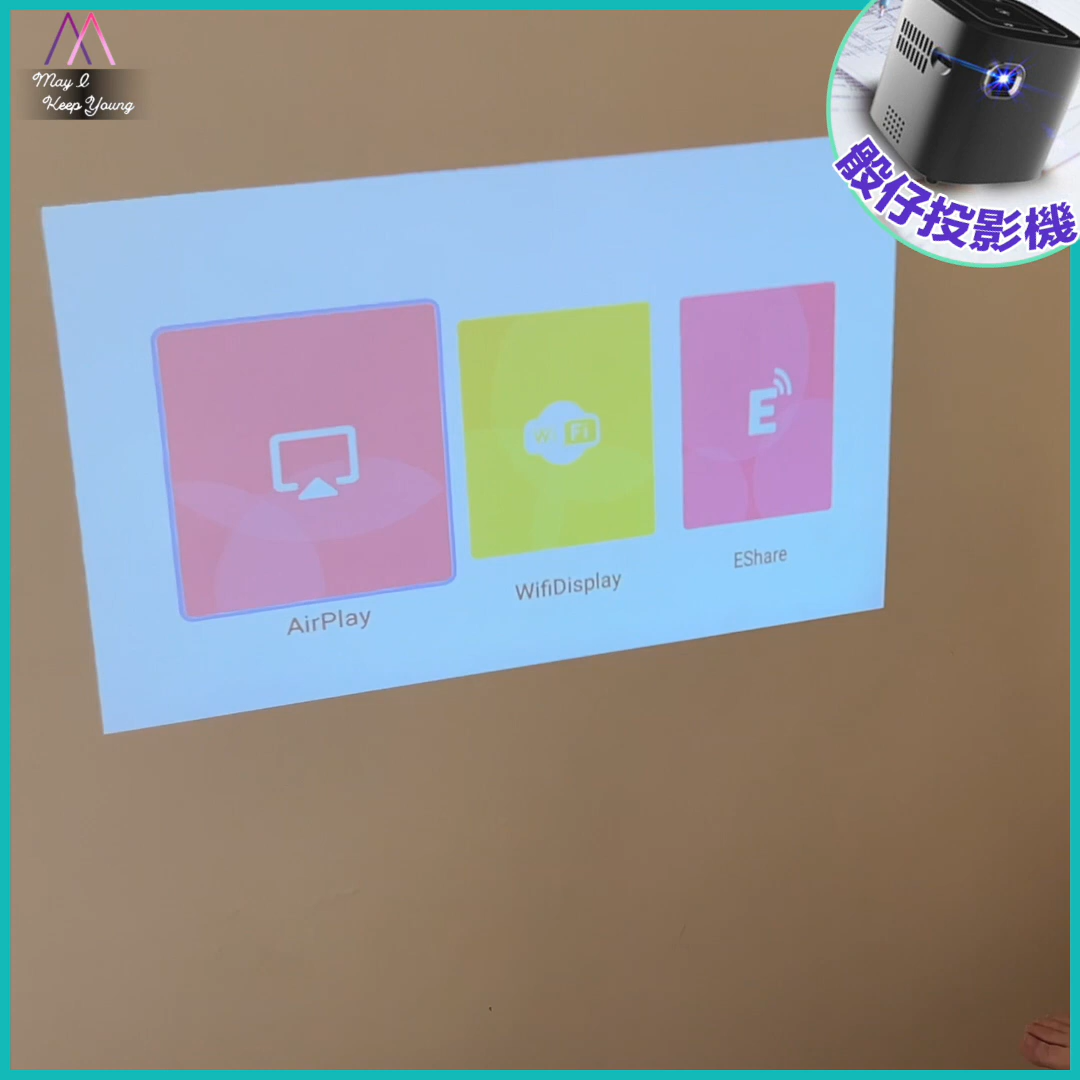 May I
Keep Young
骰仔投影機
Wi Fi
E
AirPlay
WifiDisplay
EShare